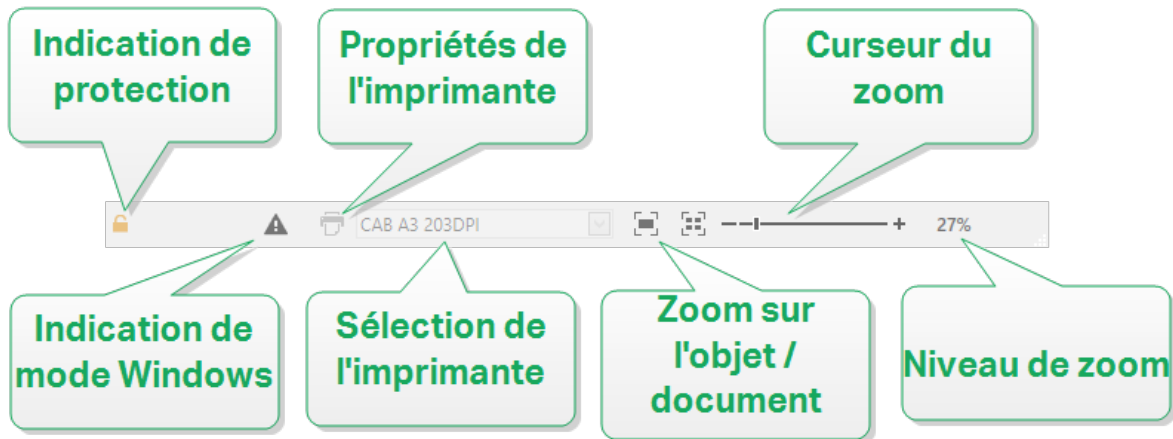 Indication de
protection
Propriétés de
l'imprimante
Curseur du
zoom
CAB A3 203DPI
27%
Indication de
mode Windows
Sélection de
l'imprimante
Zoom sur
l'objet /
document
Niveau de zoom